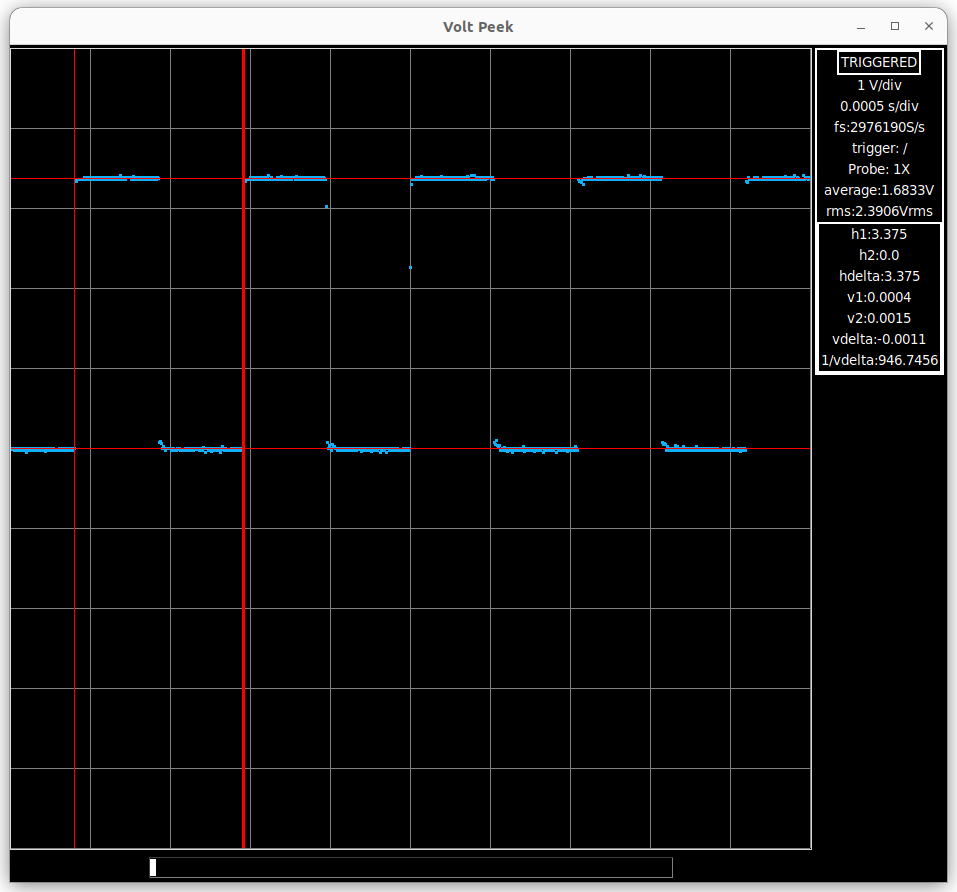 Volt Peek
TRIGGERED
1 V/div
0.0005 s/div
fs:2976190S/s
trigger: /
Probe: 1X
average:1.6833V
rms:2.3906Vrms
h1:3.375
h2:0.0
hdelta:3.375
v1:0.0004
v2:0.0015
vdelta:-0.0011
1/vdelta:946.7456